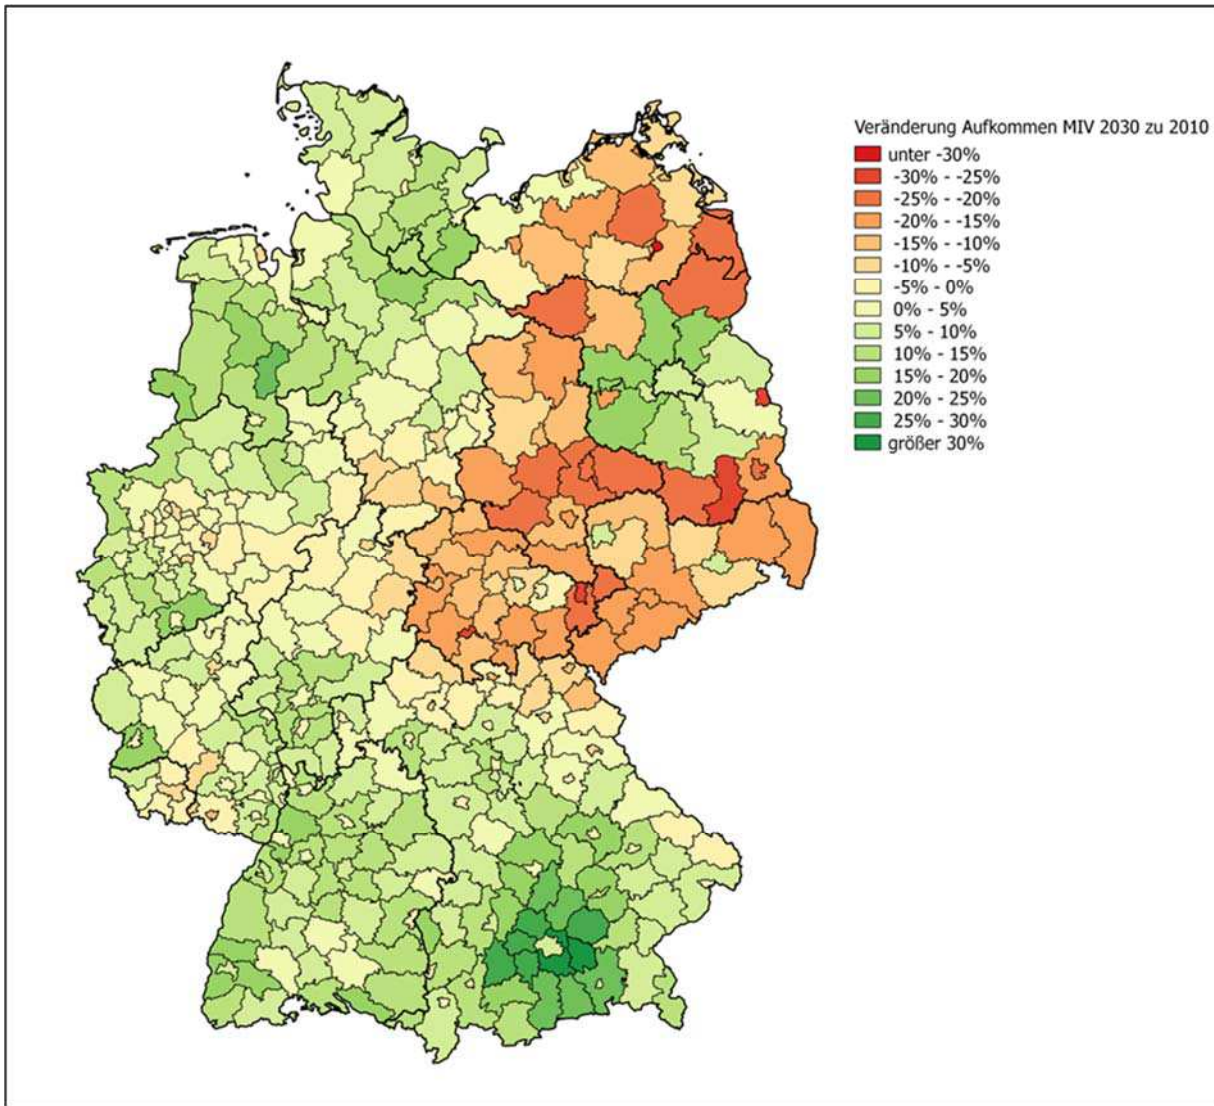 Veränderung Aufkommen MIV 2030 zu 2010
unter -30%
-30% - -25%
-25% - -20%
-20% - -15%
-15% - -10%
-10% - -5%
-5% - 0%
0% - 5%
5% - 10%
10% - 15%
15% - 20%
20% - 25%
25% - 30%
größer 30%